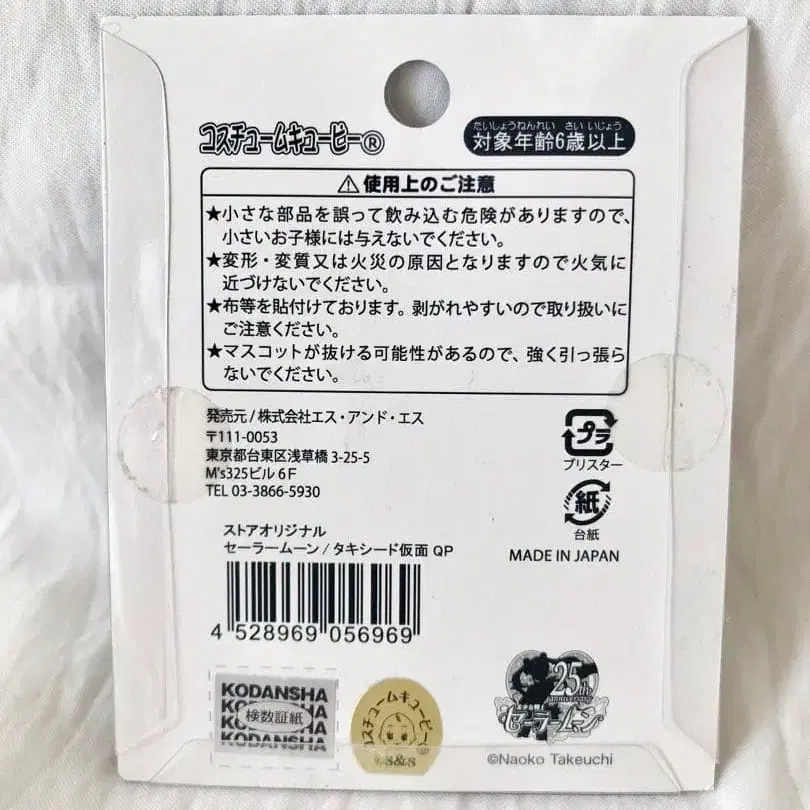 コスチュームキューピー®
たいしょうねんれい さい いじょう
対象年齢6歳以上
⚠使用上のご注意
★小さな部品を誤って飲み込む危険がありますので、
小さいお子様には与えないでください。
★変形・変質又は火災の原因となりますので火気に
近づけないでください。
★布等を貼付けております。剥がれやすいので取り扱いに
ご注意ください。
★マスコットが抜ける可能性があるので、強く引っ張ら
ないでください。
発売元/株式会社エス・アンド・エス
〒111-0053
東京都台東区浅草橋3-25-5
M's325ビル6F
TEL 03-3866-5930
プラ
ブリスター
紙
台紙
MADE IN JAPAN
ストアオリジナル
セーラームーン/タキシード仮面 QP
4 528969 056969
KODANSHA
KODANSHA
検数証紙
KODANSHA
KODANSHA
コスチュームキューピー®
©s&s
25th
anniversary
美少女戦士
セーラームーン
©Naoko Takeuchi